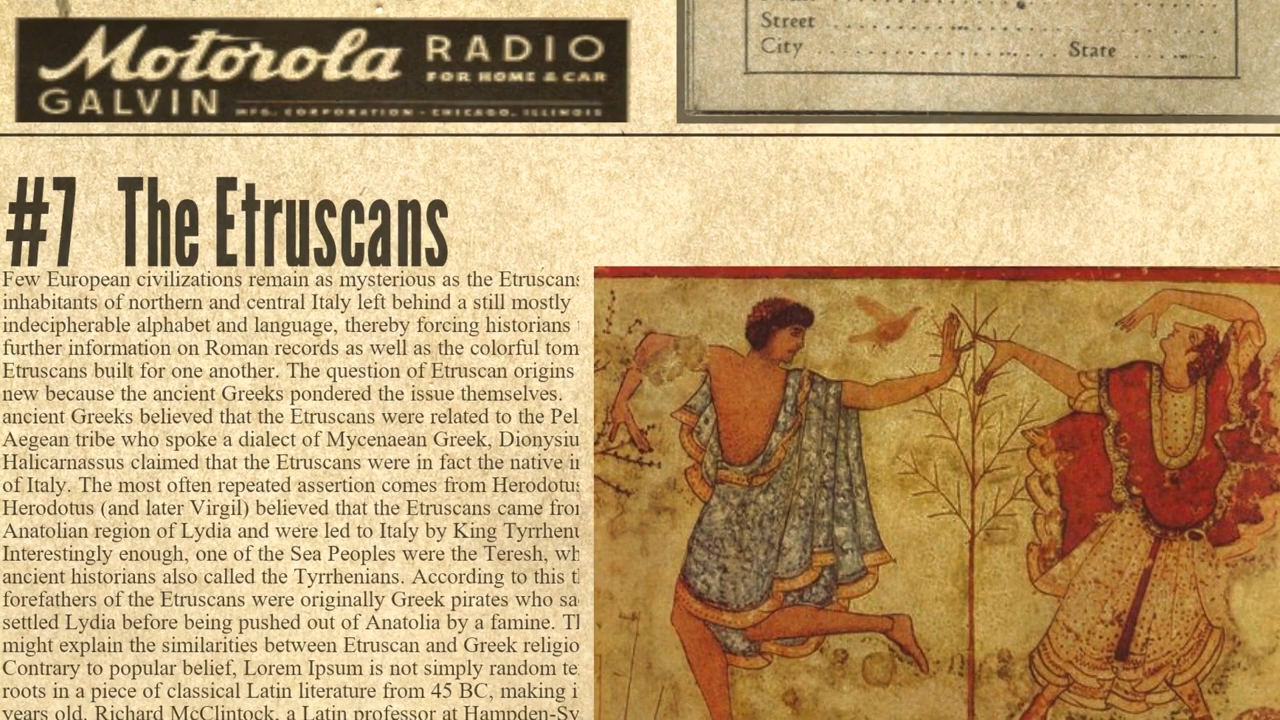 Motorola RADIO
FOR HOME & CAR
GALVIN MFG. CORPORATION - CHICAGO, ILLINOIS
Street
City State
#7 The Etruscans
Few European civilizations remain as mysterious as the Etruscans
inhabitants of northern and central Italy left behind a still mostly
indecipherable alphabet and language, thereby forcing historians
further information on Roman records as well as the colorful tom
Etruscans built for one another. The question of Etruscan origins
new because the ancient Greeks pondered the issue themselves.
ancient Greeks believed that the Etruscans were related to the Pel
Aegean tribe who spoke a dialect of Mycenaean Greek, Dionysiu
Halicarnassus claimed that the Etruscans were in fact the native in
of Italy. The most often repeated assertion comes from Herodotus
Herodotus (and later Virgil) believed that the Etruscans came from
Anatolian region of Lydia and were led to Italy by King Tyrrhen
Interestingly enough, one of the Sea Peoples were the Teresh, wh
ancient historians also called the Tyrrhenians. According to this t
forefathers of the Etruscans were originally Greek pirates who sa
settled Lydia before being pushed out of Anatolia by a famine. Th
might explain the similarities between Etruscan and Greek religio
Contrary to popular belief, Lorem Ipsum is not simply random te
roots in a piece of classical Latin literature from 45 BC, making i
years old. Richard McClintock, a Latin professor at Hampden-Sy